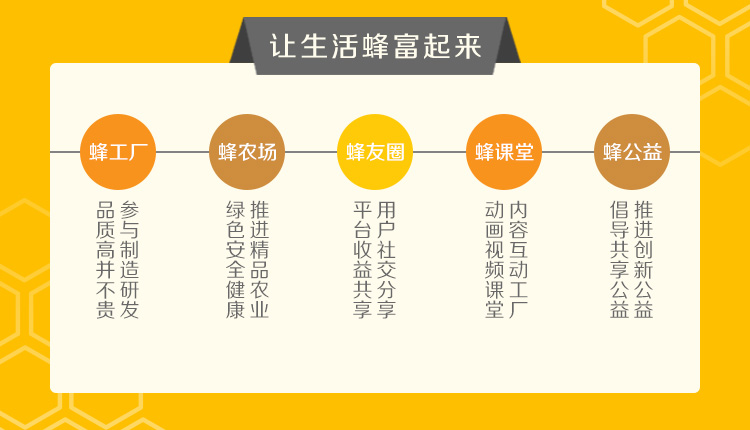 让生活蜂富起来
蜂工厂
参与制造研发
品质高并不贵
蜂农场
推进精品农业
绿色安全健康
蜂友圈
用户社交分享
平台收益共享
蜂课堂
内容互动工厂
动画视频课堂
蜂公益
推进创新公益
倡导共享公益